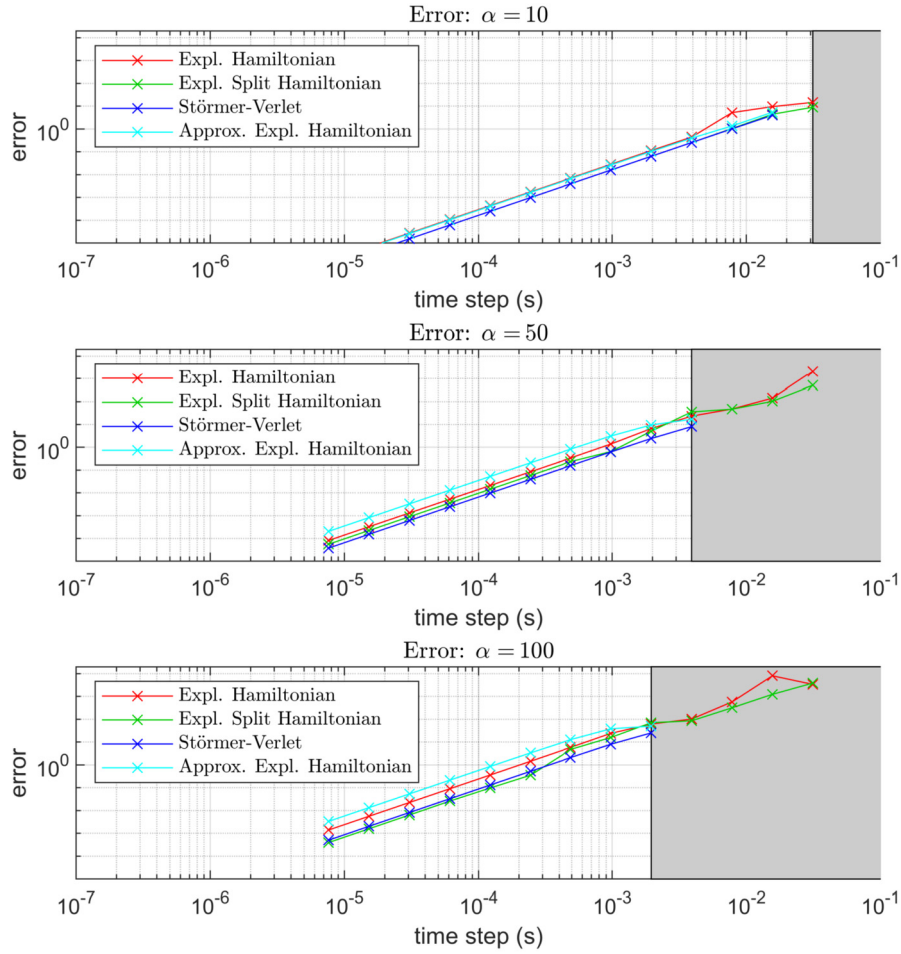 Error: α = 10
Expl. Hamiltonian
Expl. Split Hamiltonian
Störmer-Verlet
Approx. Expl. Hamiltonian
error
10^0
10^-7 10^-6 10^-5 10^-4 10^-3 10^-2 10^-1
time step (s)
Error: α = 50
Expl. Hamiltonian
Expl. Split Hamiltonian
Störmer-Verlet
Approx. Expl. Hamiltonian
error
10^0
10^-7 10^-6 10^-5 10^-4 10^-3 10^-2 10^-1
time step (s)
Error: α = 100
Expl. Hamiltonian
Expl. Split Hamiltonian
Störmer-Verlet
Approx. Expl. Hamiltonian
error
10^0
10^-7 10^-6 10^-5 10^-4 10^-3 10^-2 10^-1
time step (s)